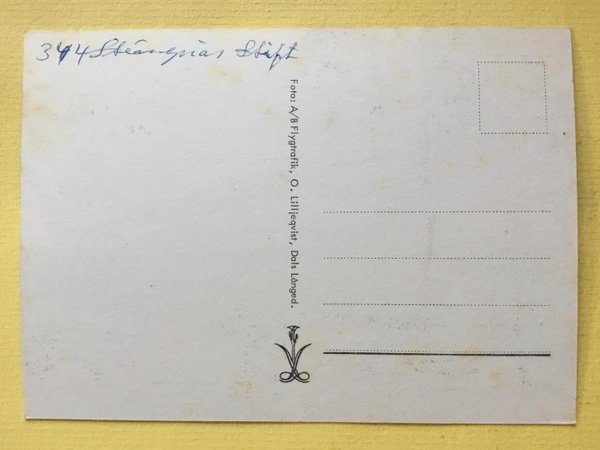 344 Strängnäs Stift
Foto: A/B Flygtrafik, O. Lilljeqvist, Dals Långed.